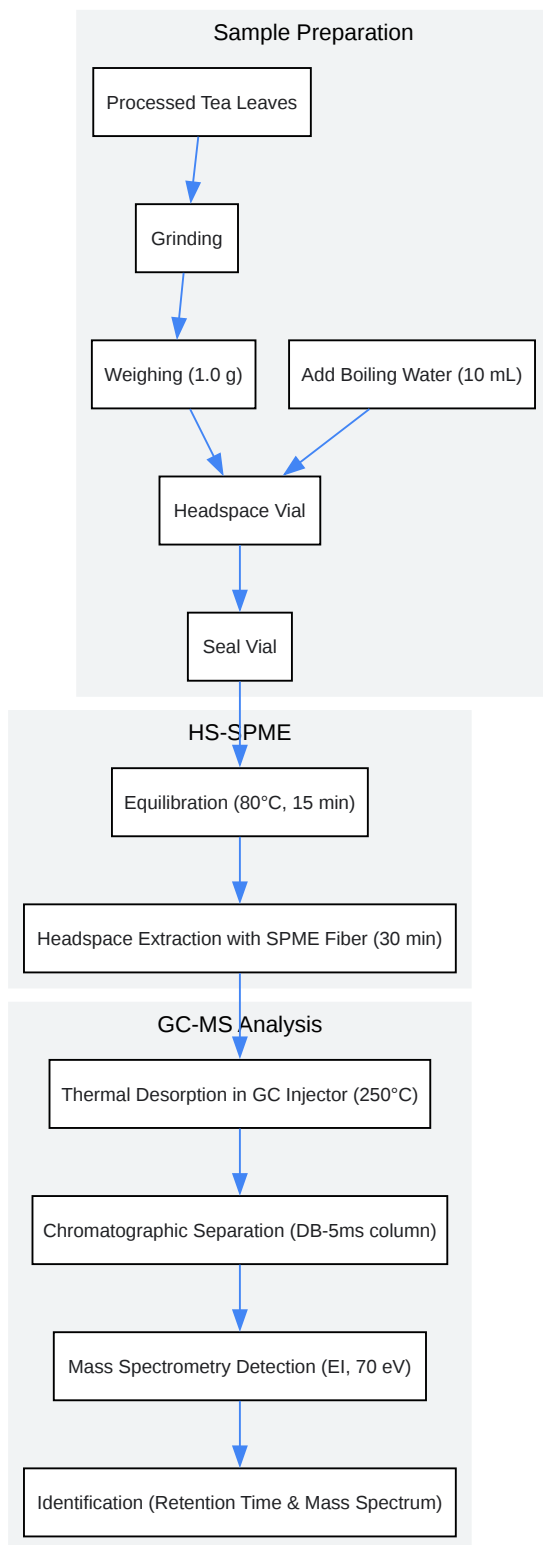 Sample Preparation
Processed Tea Leaves
Grinding
Weighing (1.0 g)
Add Boiling Water (10 mL)
Headspace Vial
Seal Vial
HS-SPME
Equilibration (80°C, 15 min)
Headspace Extraction with SPME Fiber (30 min)
GC-MS Analysis
Thermal Desorption in GC Injector (250°C)
Chromatographic Separation (DB-5ms column)
Mass Spectrometry Detection (EI, 70 eV)
Identification (Retention Time & Mass Spectrum)